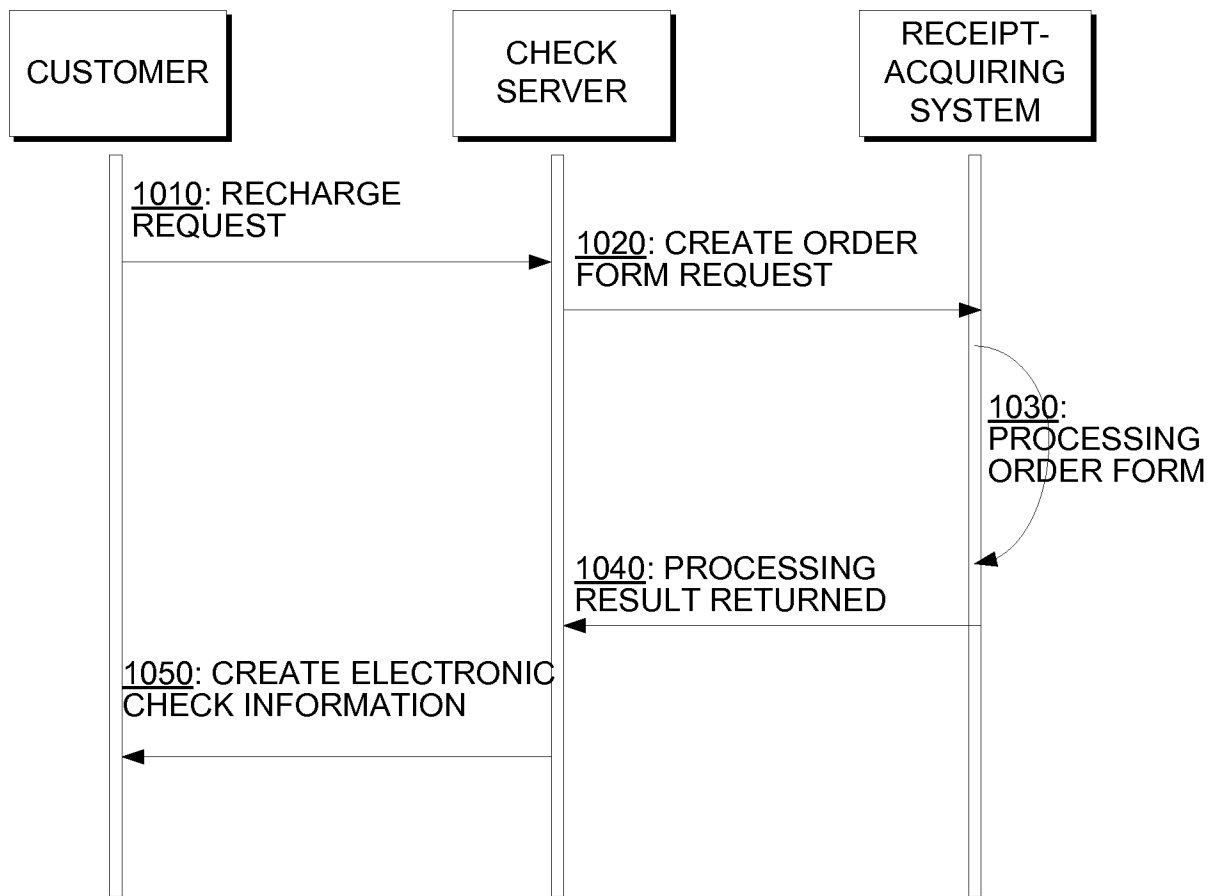 CUSTOMER
CHECK
SERVER
RECEIPT-
ACQUIRING
SYSTEM
1010: RECHARGE
REQUEST
1020: CREATE ORDER
FORM REQUEST
1030:
PROCESSING
ORDER FORM
1040: PROCESSING
RESULT RETURNED
1050: CREATE ELECTRONIC
CHECK INFORMATION